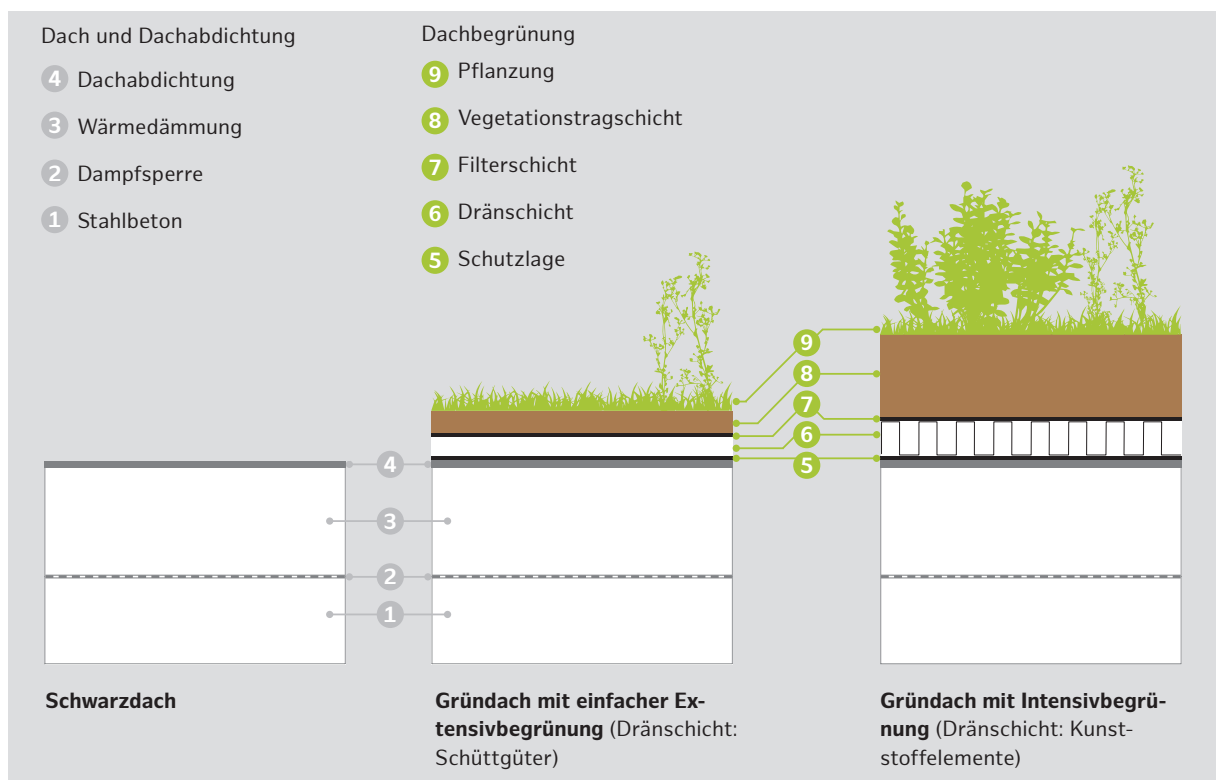 Dach und Dachabdichtung
4 Dachabdichtung
3 Wärmedämmung
2 Dampfsperre
1 Stahlbeton
Dachbegrünung
9 Pflanzung
8 Vegetationstragschicht
7 Filterschicht
6 Dränschicht
5 Schutzlage
9
8
7
6
5
4
3
2
1
Schwarzdach
Gründach mit einfacher Ex-
tensivbegrünung (Dränschicht:
Schüttgüter)
Gründach mit Intensivbegrü-
nung (Dränschicht: Kunst-
stoffelemente)